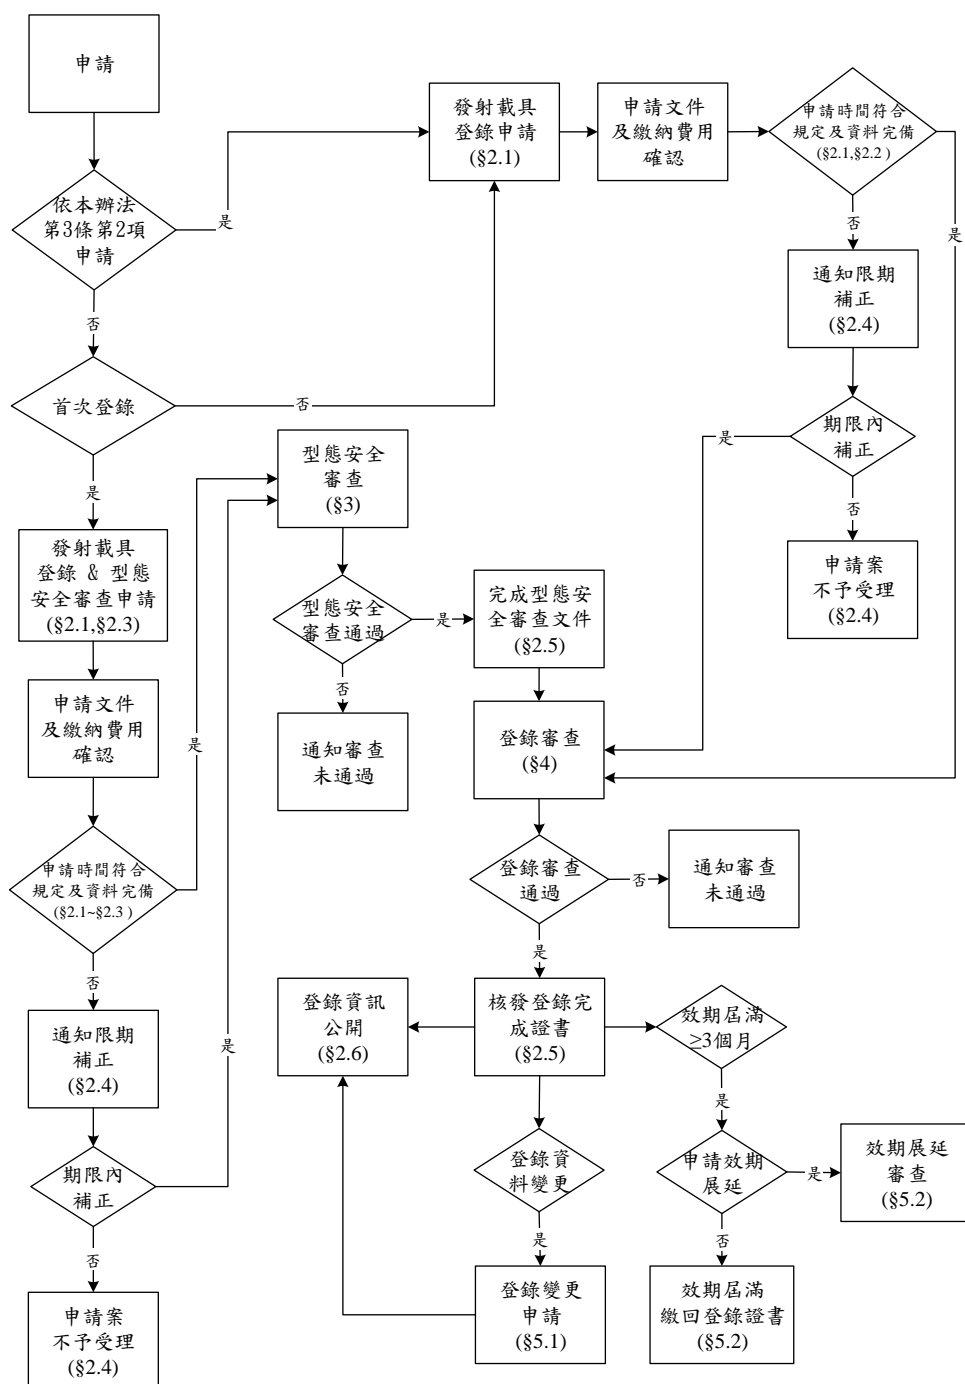 申請
依本辦法
第3條第2項
申請
是
發射載具
登錄申請
(§2.1)
申請文件
及繳納費用
確認
申請時間符合
規定及資料完備
(§2.1,§2.2)
是
否
通知限期
補正
(§2.4)
期限內
補正
是
否
申請案
不予受理
(§2.4)
否
首次登錄
否
是
發射載具
登錄 & 型態
安全審查申請
(§2.1,§2.3)
申請文件
及繳納費用
確認
申請時間符合
規定及資料完備
(§2.1~§2.3)
是
否
通知限期
補正
(§2.4)
期限內
補正
是
否
申請案
不予受理
(§2.4)
型態安全
審查
(§3)
型態安全
審查通過
是
否
通知審查
未通過
完成型態安
全審查文件
(§2.5)
登錄審查
(§4)
登錄審查
通過
否
通知審查
未通過
是
核發登錄完
成證書
(§2.5)
登錄資訊
公開
(§2.6)
登錄資
料變更
是
登錄變更
申請
(§5.1)
效期屆滿
≥3個月
是
申請效期
展延
是
效期展延
審查
(§5.2)
否
效期屆滿
繳回登錄證書
(§5.2)